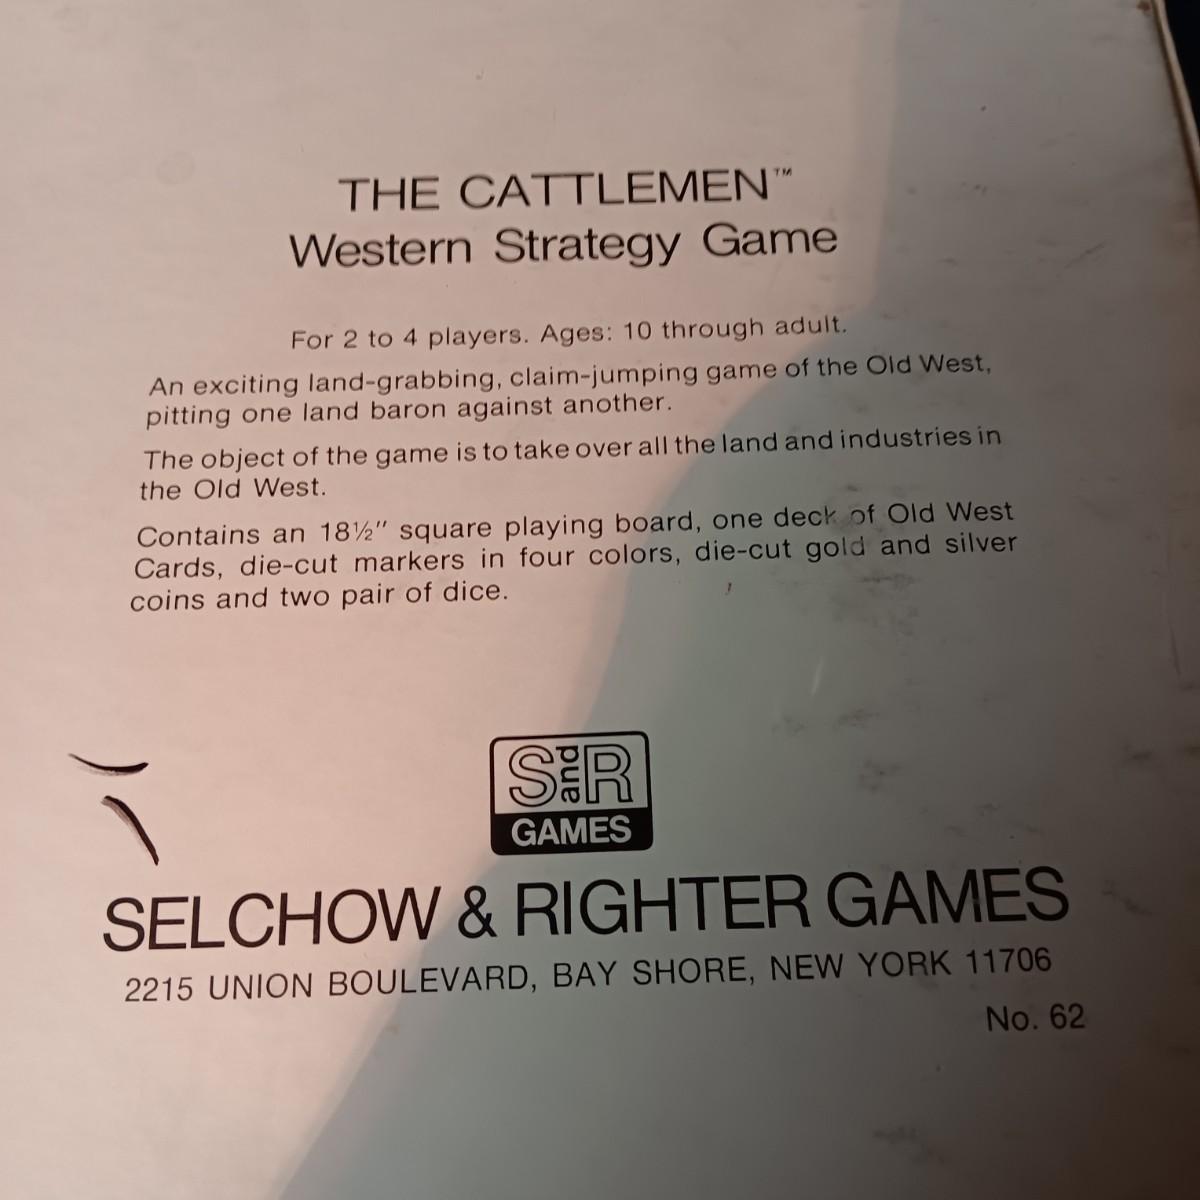 THE CATTLEMEN™
Western Strategy Game
For 2 to 4 players. Ages: 10 through adult.
An exciting land-grabbing, claim-jumping game of the Old West,
pitting one land baron against another.
The object of the game is to take over all the land and industries in
the Old West.
Contains an 18½" square playing board, one deck of Old West
Cards, die-cut markers in four colors, die-cut gold and silver
coins and two pair of dice.
SandR
GAMES
SELCHOW & RIGHTER GAMES
2215 UNION BOULEVARD, BAY SHORE, NEW YORK 11706
No. 62